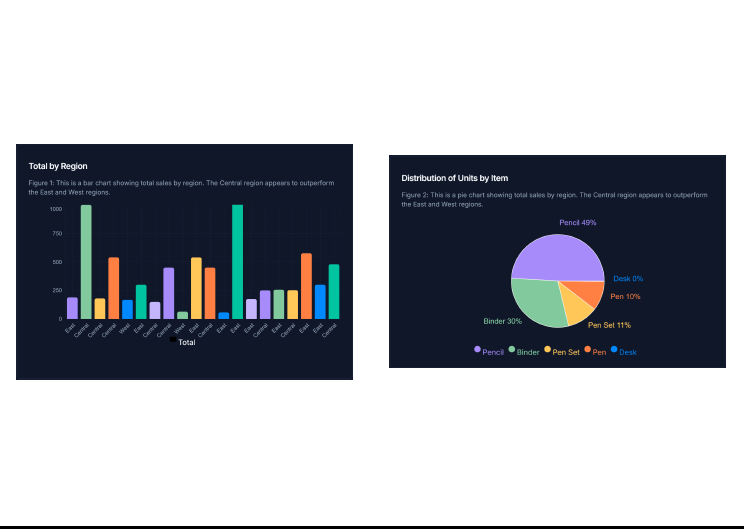 Total by Region
Figure 1: This is a bar chart showing total sales by region. The Central region appears to outperform
the East and West regions.
1000
750
500
250
0
East
Central
Central
Central
West
East
Central
Central
West
East
Central
East
East
East
East
Central
East
East
Central
Total
Distribution of Units by Item
Figure 2: This is a pie chart showing total sales by region. The Central region appears to outperform
the East and West regions.
Pencil 49%
Desk 0%
Pen 10%
Binder 30%
Pen Set 11%
Pencil Binder Pen Set Pen Desk